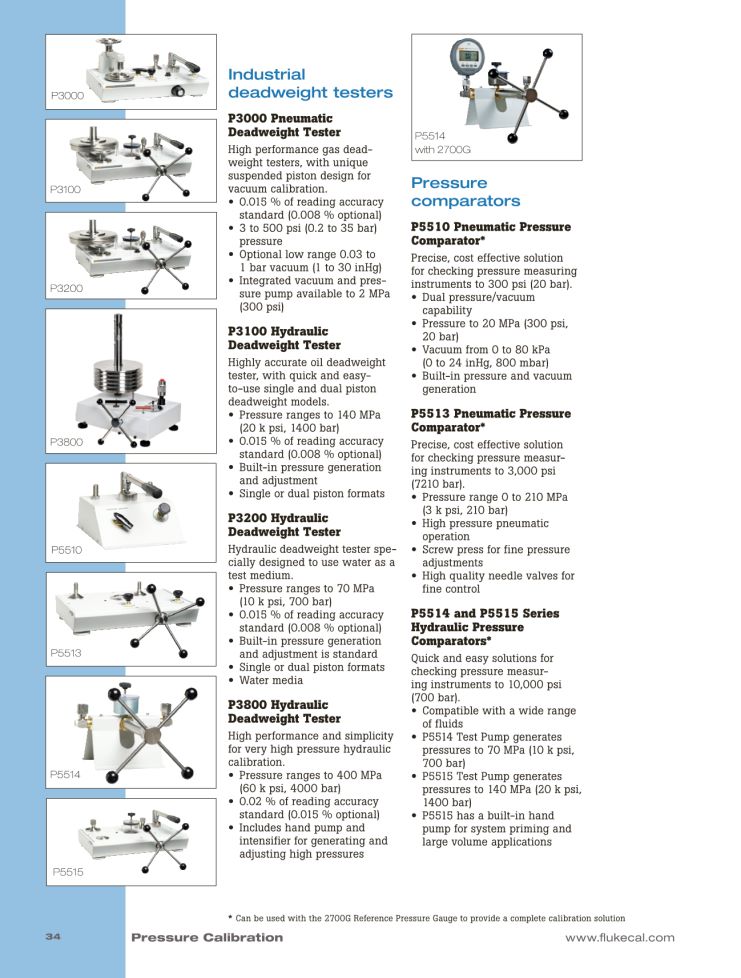 P3000
P3100
P3200
P3800
P5510
P5513
P5514
P5515
Industrial
deadweight testers
P3000 Pneumatic
Deadweight Tester
High performance gas dead-
weight testers, with unique
suspended piston design for
vacuum calibration.
• 0.015 % of reading accuracy
standard (0.008 % optional)
• 3 to 500 psi (0.2 to 35 bar)
pressure
• Optional low range 0.03 to
1 bar vacuum (1 to 30 inHg)
• Integrated vacuum and pres-
sure pump available to 2 MPa
(300 psi)
P3100 Hydraulic
Deadweight Tester
Highly accurate oil deadweight
tester, with quick and easy-
to-use single and dual piston
deadweight models.
• Pressure ranges to 140 MPa
(20 k psi, 1400 bar)
• 0.015 % of reading accuracy
standard (0.008 % optional)
• Built-in pressure generation
and adjustment
• Single or dual piston formats
P3200 Hydraulic
Deadweight Tester
Hydraulic deadweight tester spe-
cially designed to use water as a
test medium.
• Pressure ranges to 70 MPa
(10 k psi, 700 bar)
• 0.015 % of reading accuracy
standard (0.008 % optional)
• Built-in pressure generation
and adjustment is standard
• Single or dual piston formats
• Water media
P3800 Hydraulic
Deadweight Tester
High performance and simplicity
for very high pressure hydraulic
calibration.
• Pressure ranges to 400 MPa
(60 k psi, 4000 bar)
• 0.02 % of reading accuracy
standard (0.015 % optional)
• Includes hand pump and
intensifier for generating and
adjusting high pressures
P5514
with 2700G
Pressure
comparators
P5510 Pneumatic Pressure
Comparator*
Precise, cost effective solution
for checking pressure measuring
instruments to 300 psi (20 bar).
• Dual pressure/vacuum
capability
• Pressure to 20 MPa (300 psi,
20 bar)
• Vacuum from 0 to 80 kPa
(0 to 24 inHg, 800 mbar)
• Built-in pressure and vacuum
generation
P5513 Pneumatic Pressure
Comparator*
Precise, cost effective solution
for checking pressure measur-
ing instruments to 3,000 psi
(7210 bar).
• Pressure range 0 to 210 MPa
(3 k psi, 210 bar)
• High pressure pneumatic
operation
• Screw press for fine pressure
adjustments
• High quality needle valves for
fine control
P5514 and P5515 Series
Hydraulic Pressure
Comparators*
Quick and easy solutions for
checking pressure measur-
ing instruments to 10,000 psi
(700 bar).
• Compatible with a wide range
of fluids
• P5514 Test Pump generates
pressures to 70 MPa (10 k psi,
700 bar)
• P5515 Test Pump generates
pressures to 140 MPa (20 k psi,
1400 bar)
• P5515 has a built-in hand
pump for system priming and
large volume applications
* Can be used with the 2700G Reference Pressure Gauge to provide a complete calibration solution
34 Pressure Calibration www.flukecal.com